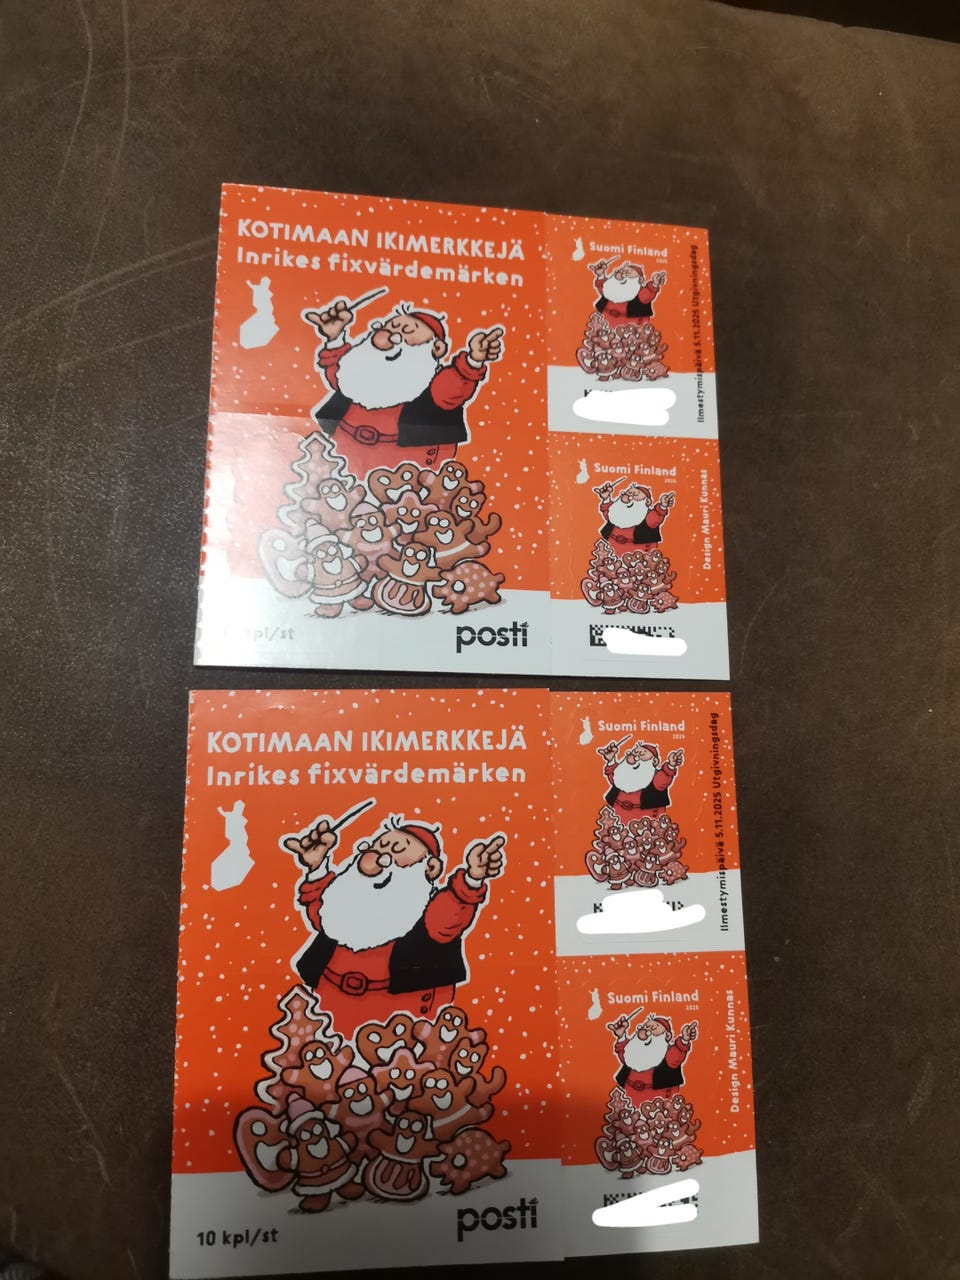 KOTIMAAN IKIMERKKEJÄ
Inrikes fixvärdemärken
kpl/st
posti
Suomi Finland
2025
Ilmestymispäivä 5.11.2025 Utgivningsdag
Suomi Finland
2025
Design Mauri Kunnas
KOTIMAAN IKIMERKKEJÄ
Inrikes fixvärdemärken
10 kpl/st
posti
Suomi Finland
2025
Ilmestymispäivä 5.11.2025 Utgivningsdag
Suomi Finland
2025
Design Mauri Kunnas